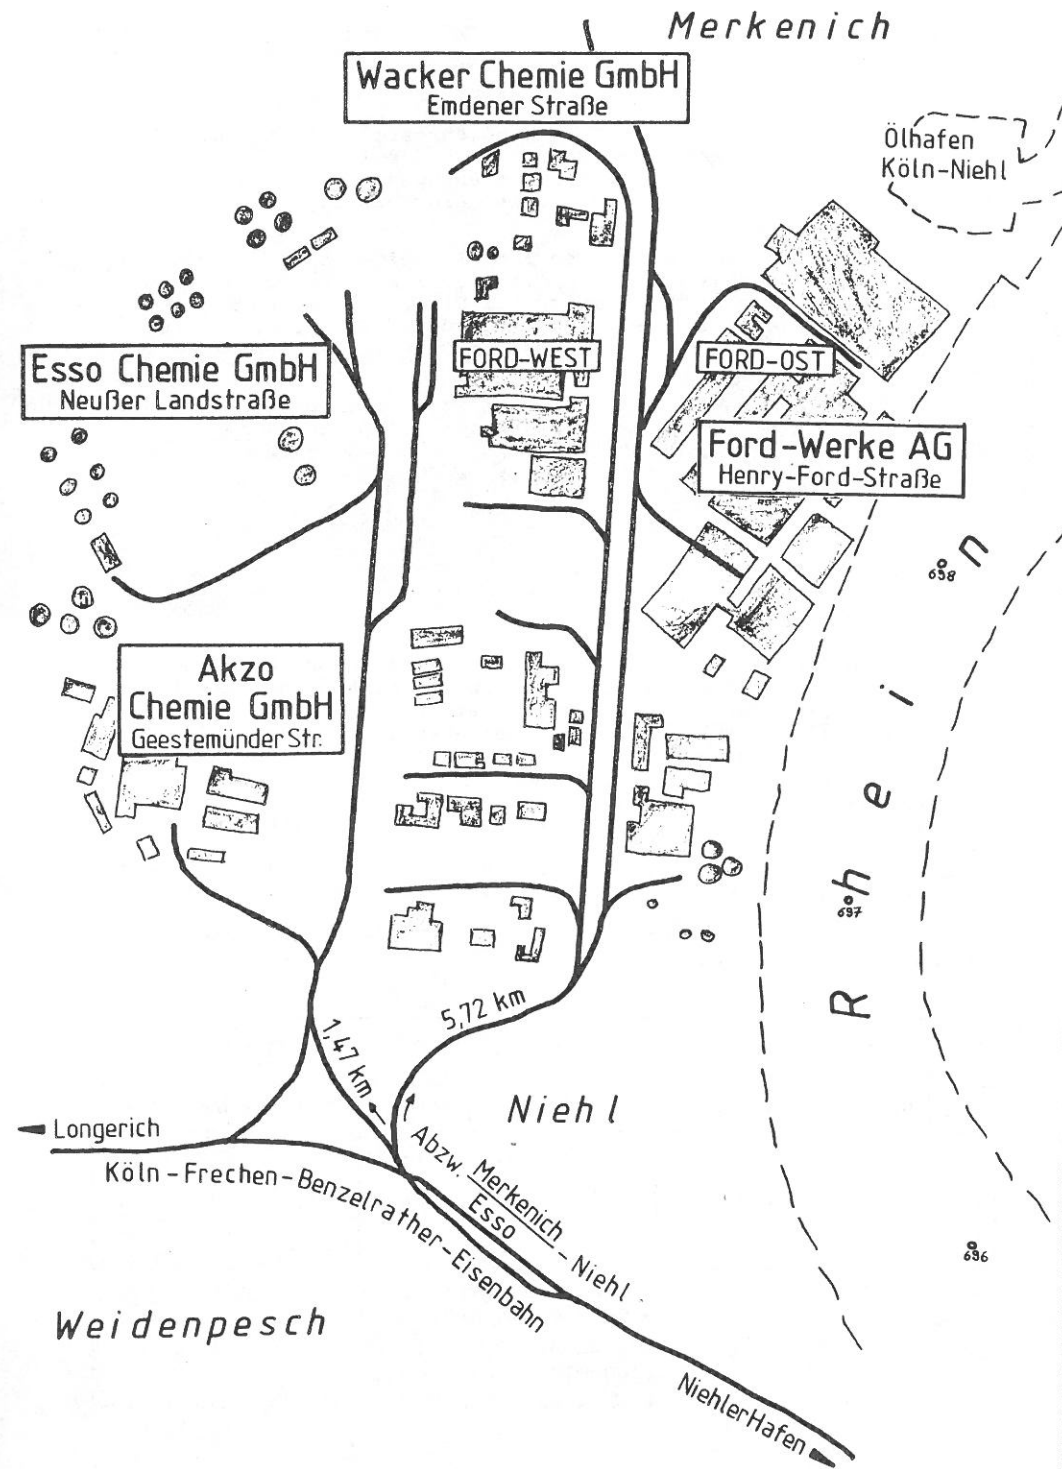 Merkenich
Wacker Chemie GmbH
Emdener Straße
Ölhafen
Köln-Niehl
Esso Chemie GmbH
Neußer Landstraße
FORD-WEST
FORD-OST
Ford-Werke AG
Henry-Ford-Straße
698
Akzo
Chemie GmbH
Geestemünder Str.
697
Rhein
5,72 km
1,47 km
Niehl
Longerich
Abzw. Merkenich
Esso
-Niehl
Köln-Frechen-Benzelrather-Eisenbahn
696
Weidenpesch
Niehler Hafen